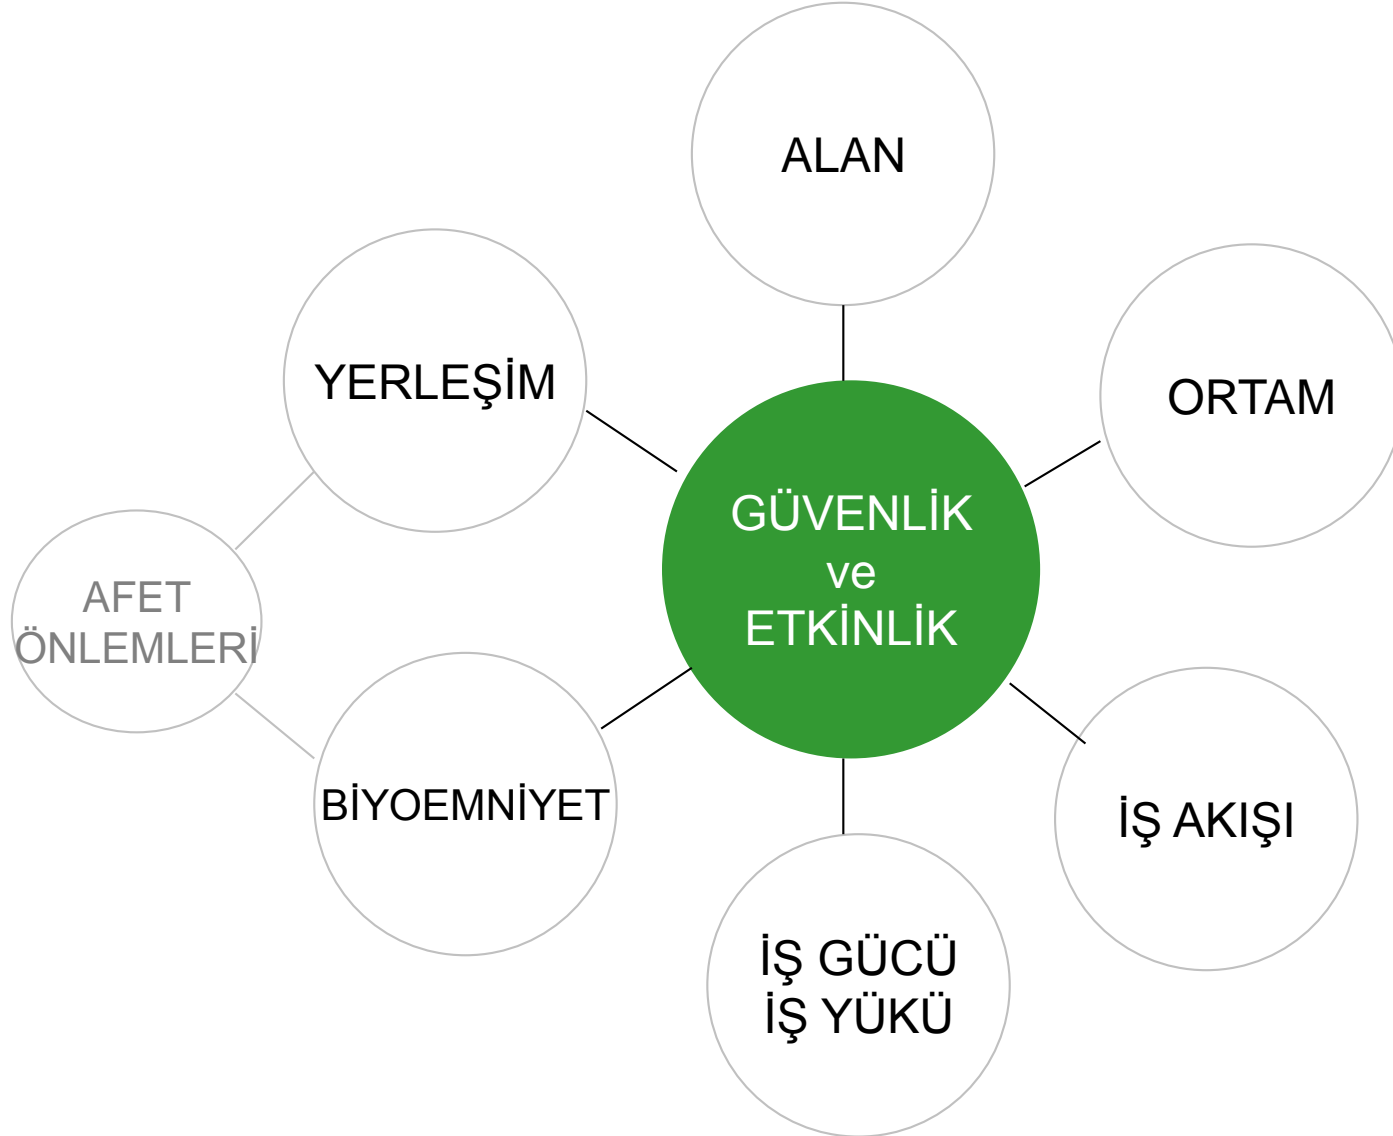 ALAN
YERLEŞİM
ORTAM
GÜVENLİK
ve
ETKİNLİK
AFET
ÖNLEMLERİ
BİYOEMNİYET
İŞ AKIŞI
İŞ GÜCÜ
İŞ YÜKÜ